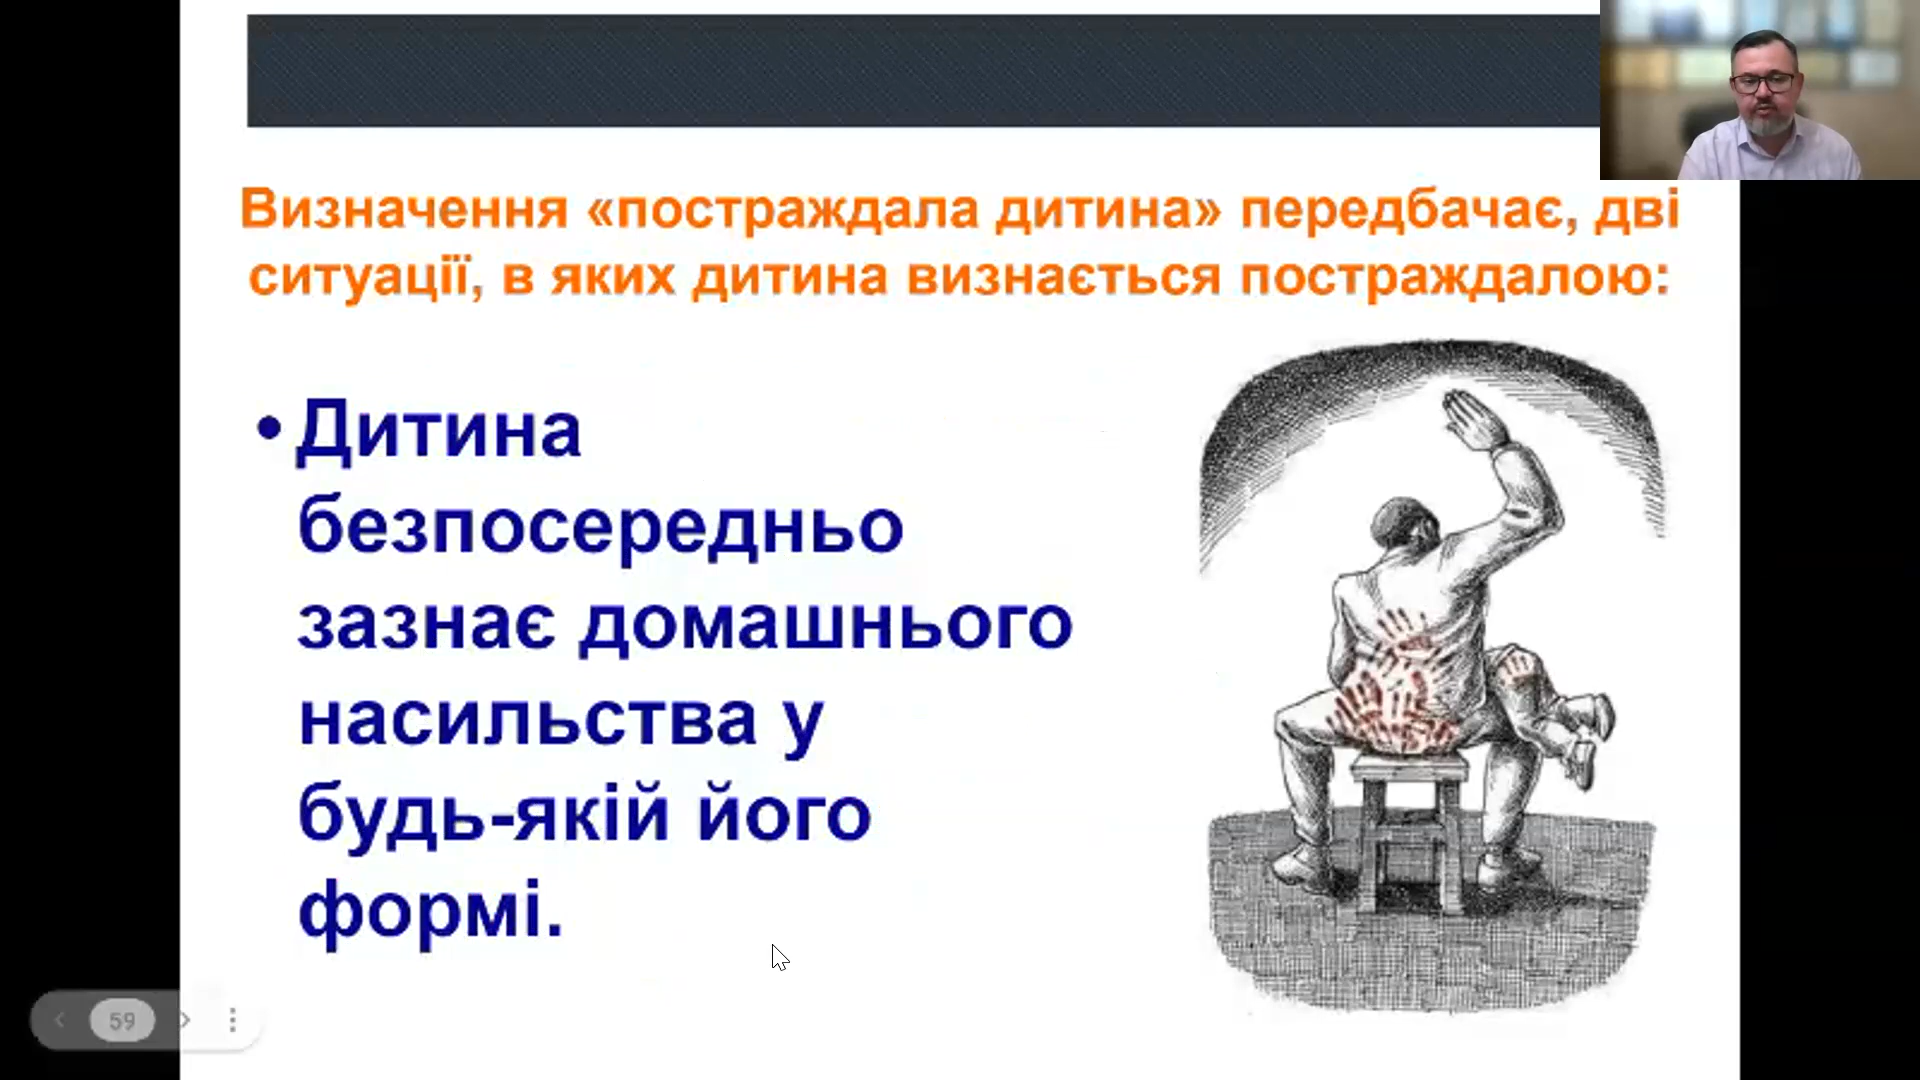 Визначення «постраждала дитина» передбачає, дві
ситуації, в яких дитина визнається постраждалою:
• Дитина
безпосередньо
зазнає домашнього
насильства у
будь-якій його
формі.
59